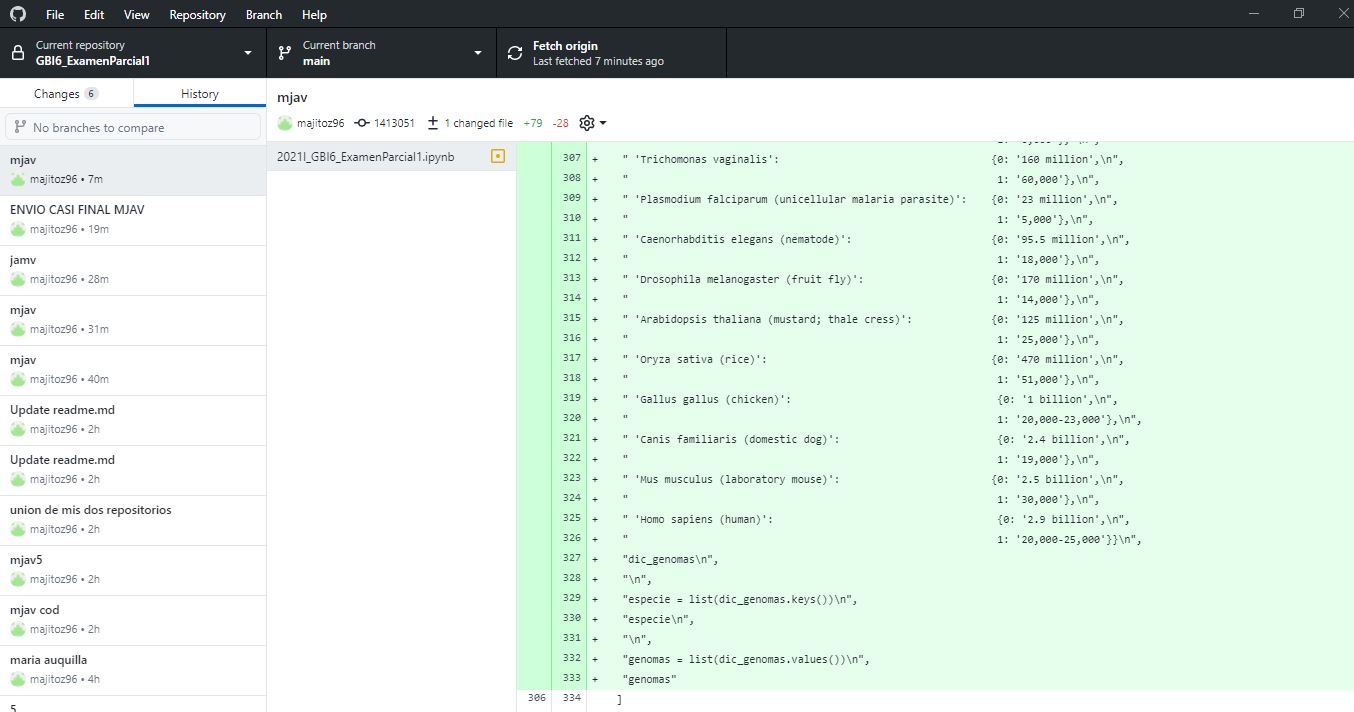 File Edit View Repository Branch Help
Current repository
GBI6_ExamenParcial1
Current branch
main
Fetch origin
Last fetched 7 minutes ago
Changes 6
History
No branches to compare
mjav
majitoz96 • 7m
ENVIO CASI FINAL MJAV
majitoz96 • 19m
jamv
majitoz96 • 28m
mjav
majitoz96 • 31m
mjav
majitoz96 • 40m
Update readme.md
majitoz96 • 2h
Update readme.md
majitoz96 • 2h
union de mis dos repositorios
majitoz96 • 2h
mjav5
majitoz96 • 2h
mjav cod
majitoz96 • 2h
maria auquilla
majitoz96 • 4h
5
mjav
majitoz96 1413051 1 changed file +79 -28
2021I_GBI6_ExamenParcial1.ipynb
307 + " 'Trichomonas vaginalis': {0: '160 million',\n",
308 + " 1: '60,000'},\n",
309 + " 'Plasmodium falciparum (unicellular malaria parasite)': {0: '23 million',\n",
310 + " 1: '5,000'},\n",
311 + " 'Caenorhabditis elegans (nematode)': {0: '95.5 million',\n",
312 + " 1: '18,000'},\n",
313 + " 'Drosophila melanogaster (fruit fly)': {0: '170 million',\n",
314 + " 1: '14,000'},\n",
315 + " 'Arabidopsis thaliana (mustard; thale cress)': {0: '125 million',\n",
316 + " 1: '25,000'},\n",
317 + " 'Oryza sativa (rice)': {0: '470 million',\n",
318 + " 1: '51,000'},\n",
319 + " 'Gallus gallus (chicken)': {0: '1 billion',\n",
320 + " 1: '20,000-23,000'},\n",
321 + " 'Canis familiaris (domestic dog)': {0: '2.4 billion',\n",
322 + " 1: '19,000'},\n",
323 + " 'Mus musculus (laboratory mouse)': {0: '2.5 billion',\n",
324 + " 1: '30,000'},\n",
325 + " 'Homo sapiens (human)': {0: '2.9 billion',\n",
326 + " 1: '20,000-25,000'}}\n",
327 + "dic_genomas\n",
328 + "\n",
329 + "especie = list(dic_genomas.keys())\n",
330 + "especie\n",
331 + "\n",
332 + "genomas = list(dic_genomas.values())\n",
333 + "genomas"
306 334 ]